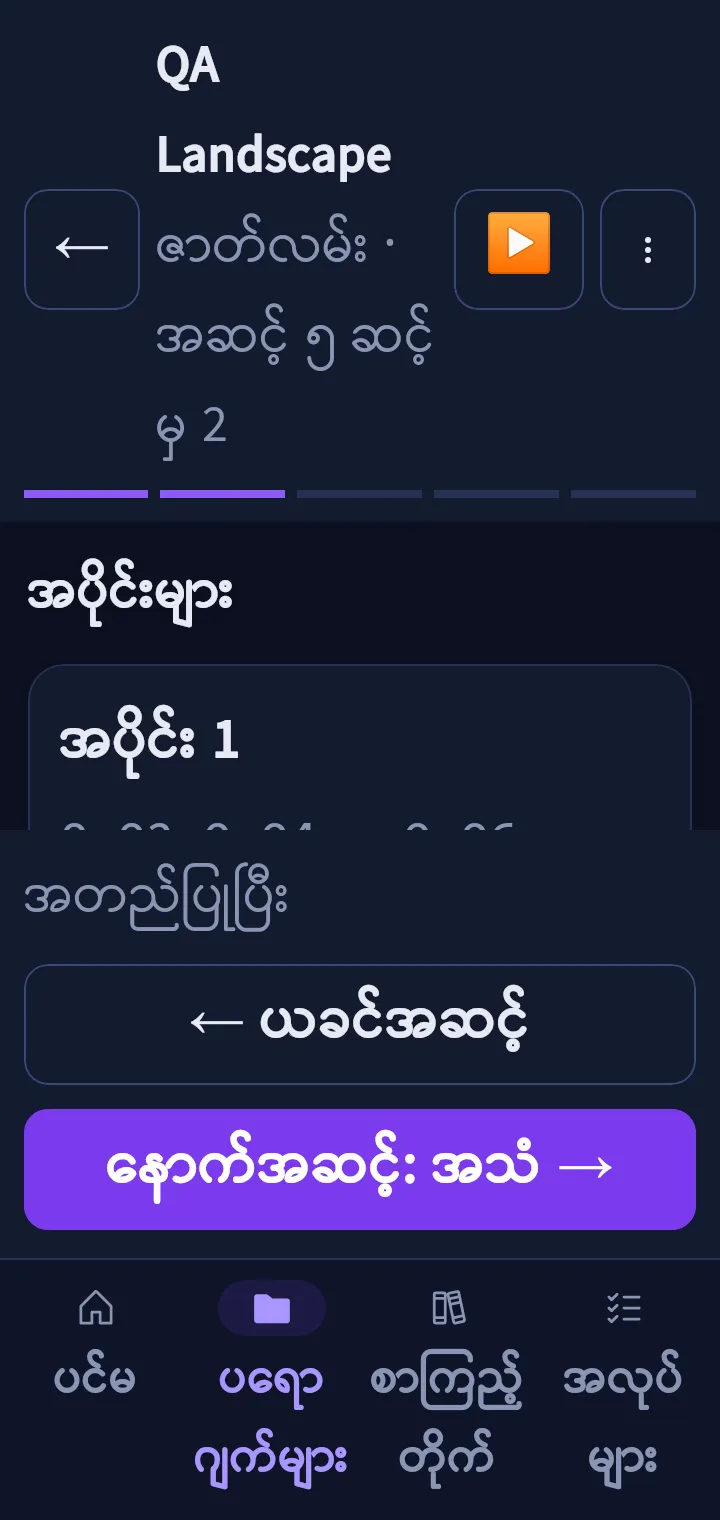 QA
Landscape
ဇာတ်လမ်း ·
အဆင့် ၅ ဆင့်
မှ 2
အပိုင်းများ
အပိုင်း 1
အတည်ပြုပြီး
← ယခင်အဆင့်
နောက်အဆင့်: အသံ →
ပင်မ
ပရော
ဂျက်များ
စာကြည့်
တိုက်
အလုပ်
များ